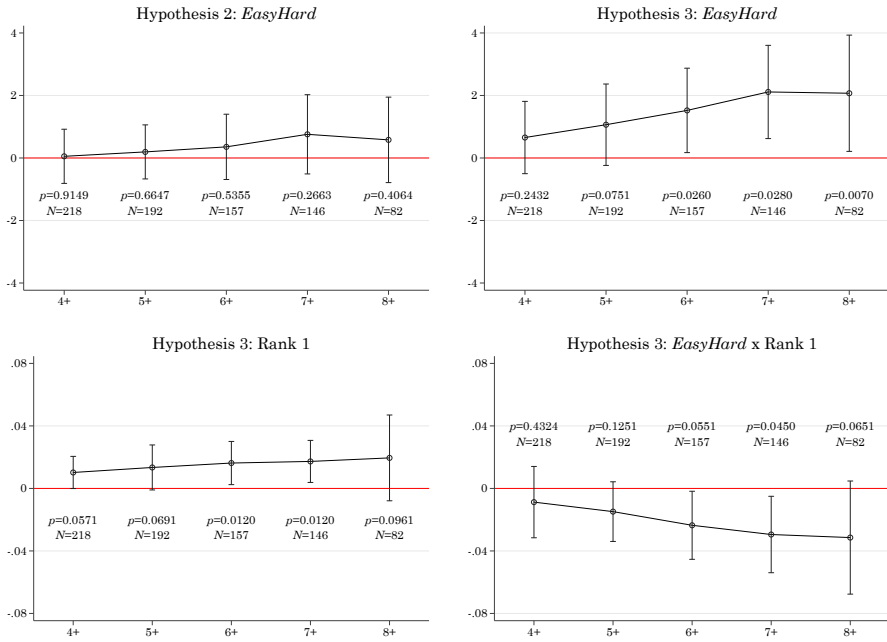 Hypothesis 2: EasyHard
4
2
0
-2
-4
p=0.9149 p=0.6647 p=0.5355 p=0.2663 p=0.4064
N=218 N=192 N=157 N=146 N=82
4+ 5+ 6+ 7+ 8+
Hypothesis 3: EasyHard
4
2
0
-2
-4
p=0.2432 p=0.0751 p=0.0260 p=0.0280 p=0.0070
N=218 N=192 N=157 N=146 N=82
4+ 5+ 6+ 7+ 8+
Hypothesis 3: Rank 1
.08
.04
0
-.04
-.08
p=0.0571 p=0.0691 p=0.0120 p=0.0120 p=0.0961
N=218 N=192 N=157 N=146 N=82
4+ 5+ 6+ 7+ 8+
Hypothesis 3: EasyHard x Rank 1
.08
.04
0
-.04
-.08
p=0.4324 p=0.1251 p=0.0551 p=0.0450 p=0.0651
N=218 N=192 N=157 N=146 N=82
4+ 5+ 6+ 7+ 8+